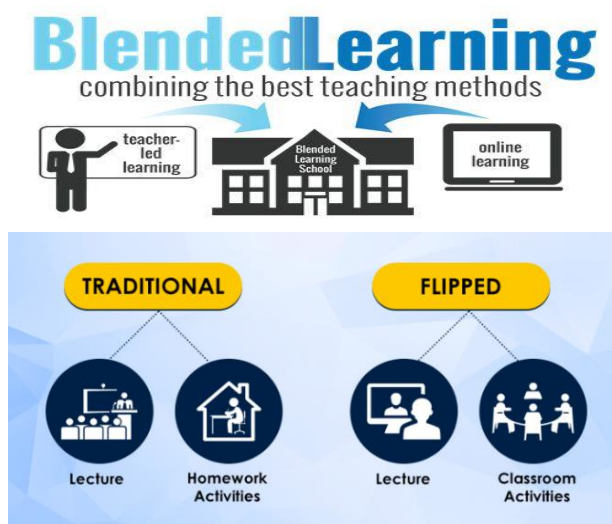 BlendedLearning
combining the best teaching methods
teacher-
led
learning
Blended
Learning
School
online
learning
TRADITIONAL
FLIPPED
Lecture
Homework
Activities
Lecture
Classroom
Activities